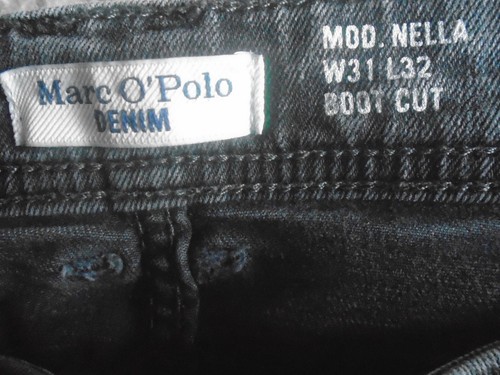 Marc O'Polo
DENIM
MOD. NELLA
W31 L32
BOOT CUT